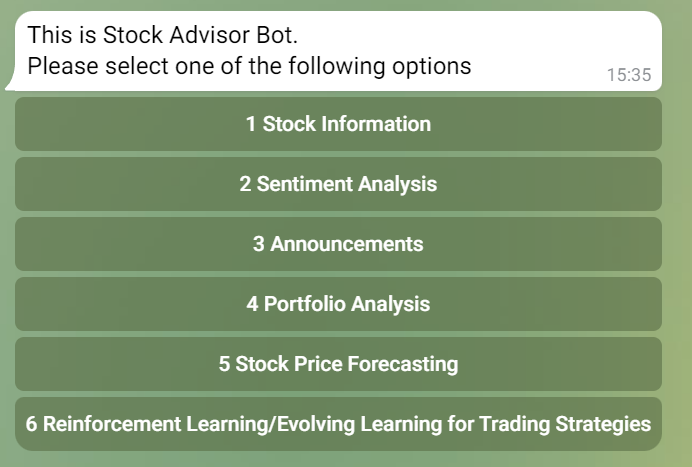 This is Stock Advisor Bot.
Please select one of the following options
15:35
1 Stock Information
2 Sentiment Analysis
3 Announcements
4 Portfolio Analysis
5 Stock Price Forecasting
6 Reinforcement Learning/Evolving Learning for Trading Strategies